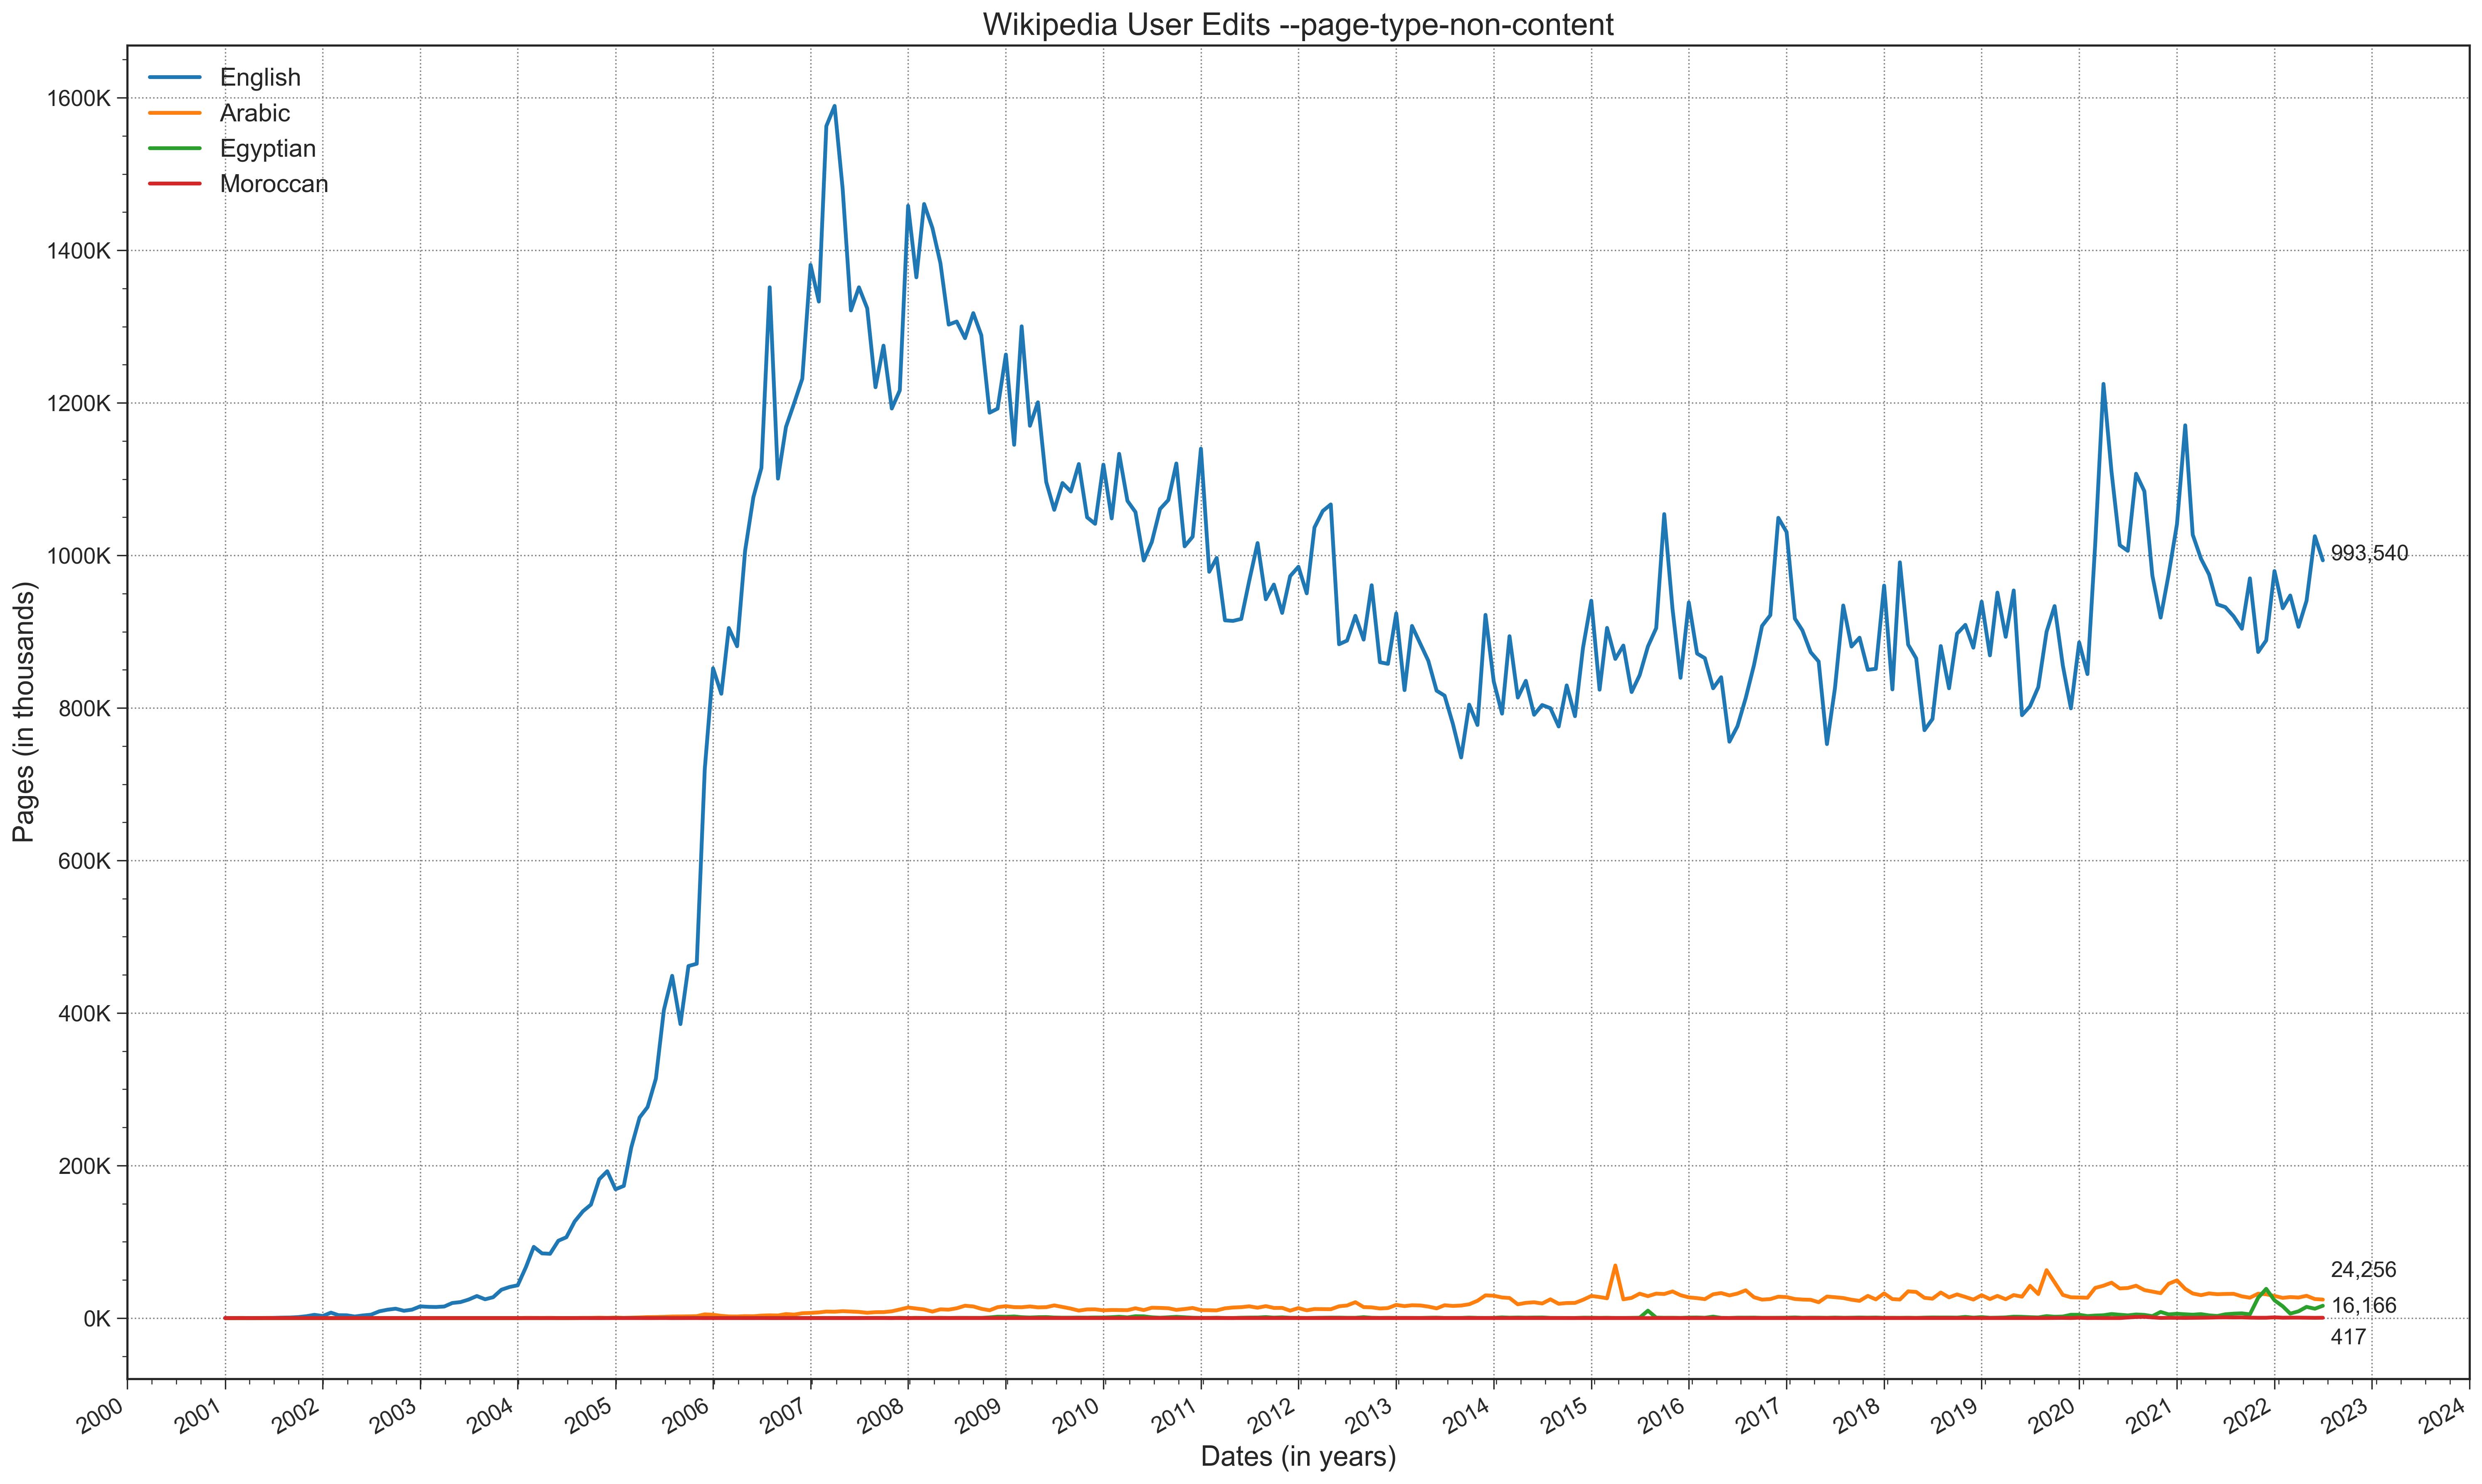 Wikipedia User Edits --page-type-non-content
English
Arabic
Egyptian
Moroccan
1600K
1400K
1200K
1000K
800K
600K
400K
200K
0K
Pages (in thousands)
993,540
24,256
16,166
417
2000 2001 2002 2003 2004 2005 2006 2007 2008 2009 2010 2011 2012 2013 2014 2015 2016 2017 2018 2019 2020 2021 2022 2023 2024
Dates (in years)